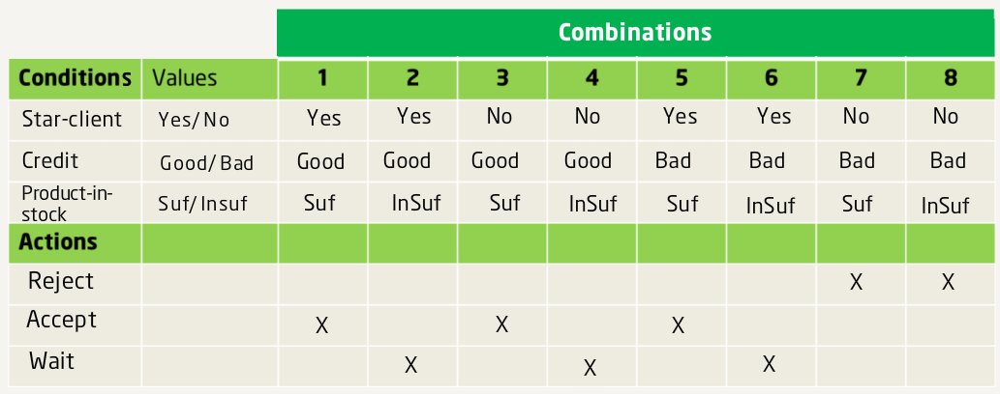 Combinations
Conditions Values 1 2 3 4 5 6 7 8
Star-client Yes/No Yes Yes No No Yes Yes No No
Credit Good/Bad Good Good Good Good Bad Bad Bad Bad
Product-in-
stock Suf/Insuf Suf InSuf Suf InSuf Suf InSuf Suf InSuf
Actions
Reject X X
Accept X X X
Wait X X X